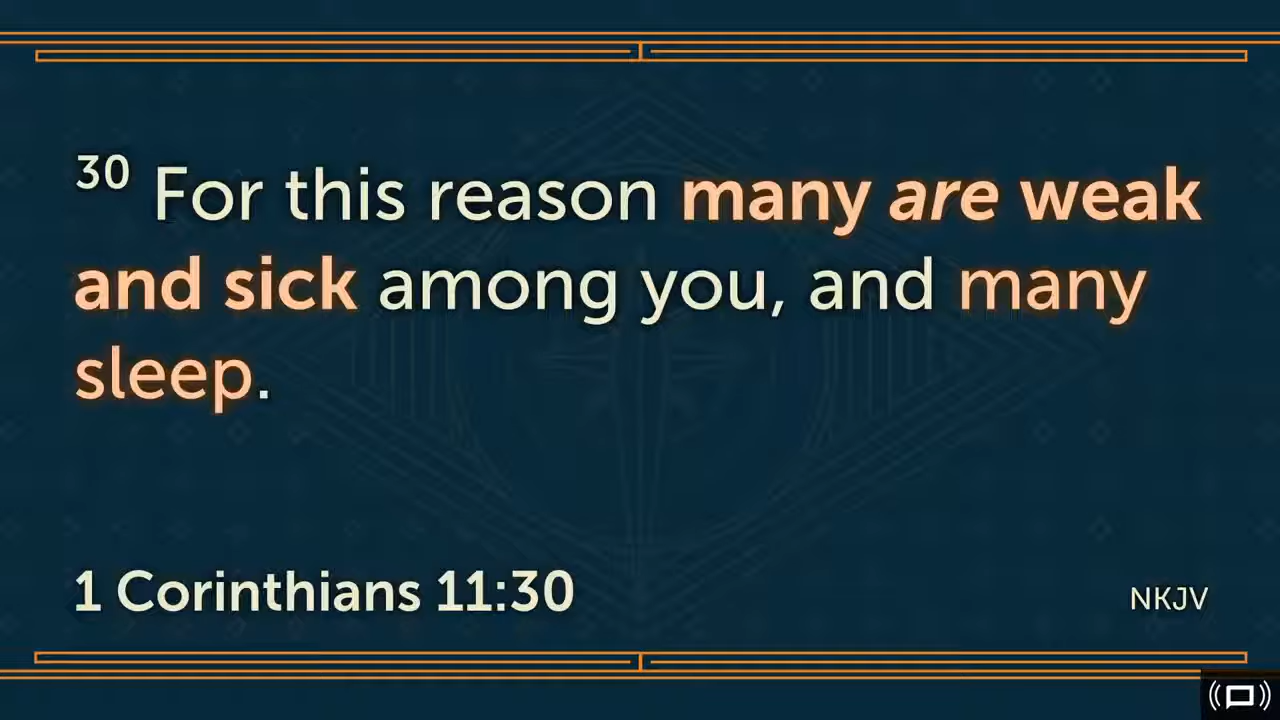 30 For this reason many are weak
and sick among you, and many
sleep.
1 Corinthians 11:30
NKJV